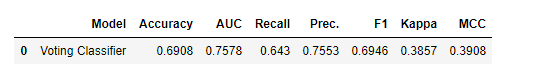 Model Accuracy AUC Recall Prec. F1 Kappa MCC
0 Voting Classifier 0.6908 0.7578 0.643 0.7553 0.6946 0.3857 0.3908